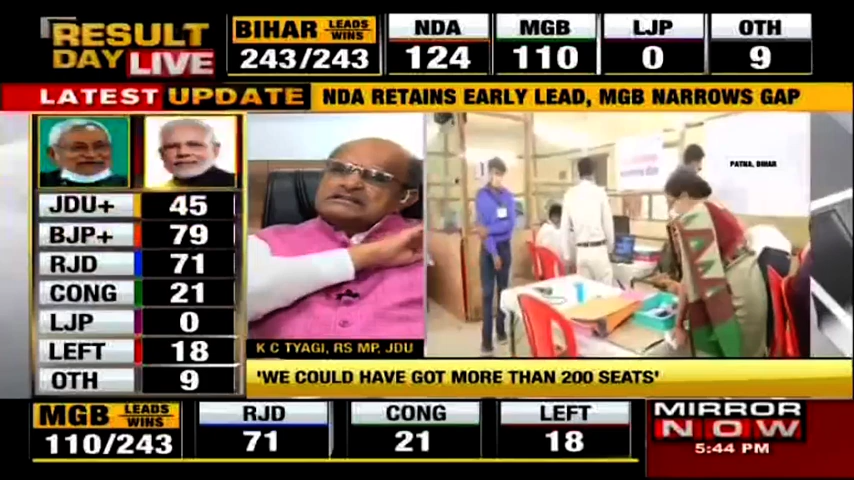 RESULT
DAY LIVE
BIHAR LEADS WINS
243/243
NDA
124
MGB
110
LJP
0
OTH
9
LATEST UPDATE
NDA RETAINS EARLY LEAD, MGB NARROWS GAP
JDU+ 45
BJP+ 79
RJD 71
CONG 21
LJP 0
LEFT 18
OTH 9
K C TYAGI, RS MP, JDU
PATNA, BIHAR
'WE COULD HAVE GOT MORE THAN 200 SEATS'
MGB LEADS WINS
110/243
RJD
71
CONG
21
LEFT
18
MIRROR
NOW
5:44 PM